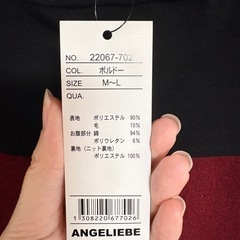 NO. 22067-702
COL. ボルドー
SIZE M～L
QUA.
表地 ポリエステル 90%
毛 10%
お腹部分 綿 94%
ポリウレタン 6%
裏地（ニット裏地）
ポリエステル 100%
ANGELIEBE
1308220677026